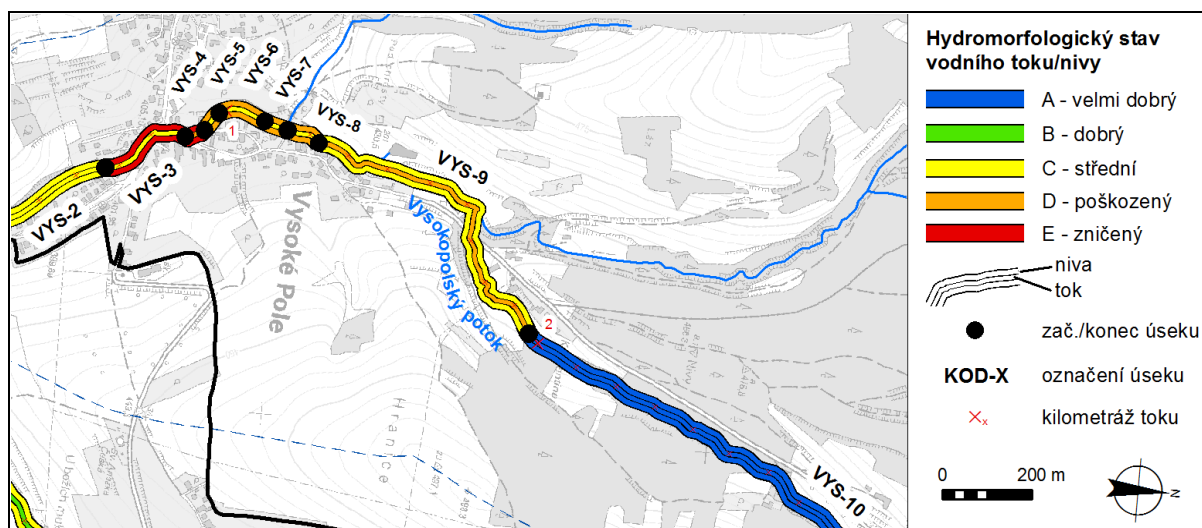 VYS-4
VYS-5
VYS-6
VYS-7
VYS-8
1
VYS-3
VYS-2
VYS-9
Vysoké Pole
Vysokopolský potok
2
Hranice
VYS-10
Hydromorfologický stav
vodního toku/nivy
A - velmi dobrý
B - dobrý
C - střední
D - poškozený
E - zničený
niva
tok
zač./konec úseku
KOD-X označení úseku
x kilometráž toku
0 200 m
N